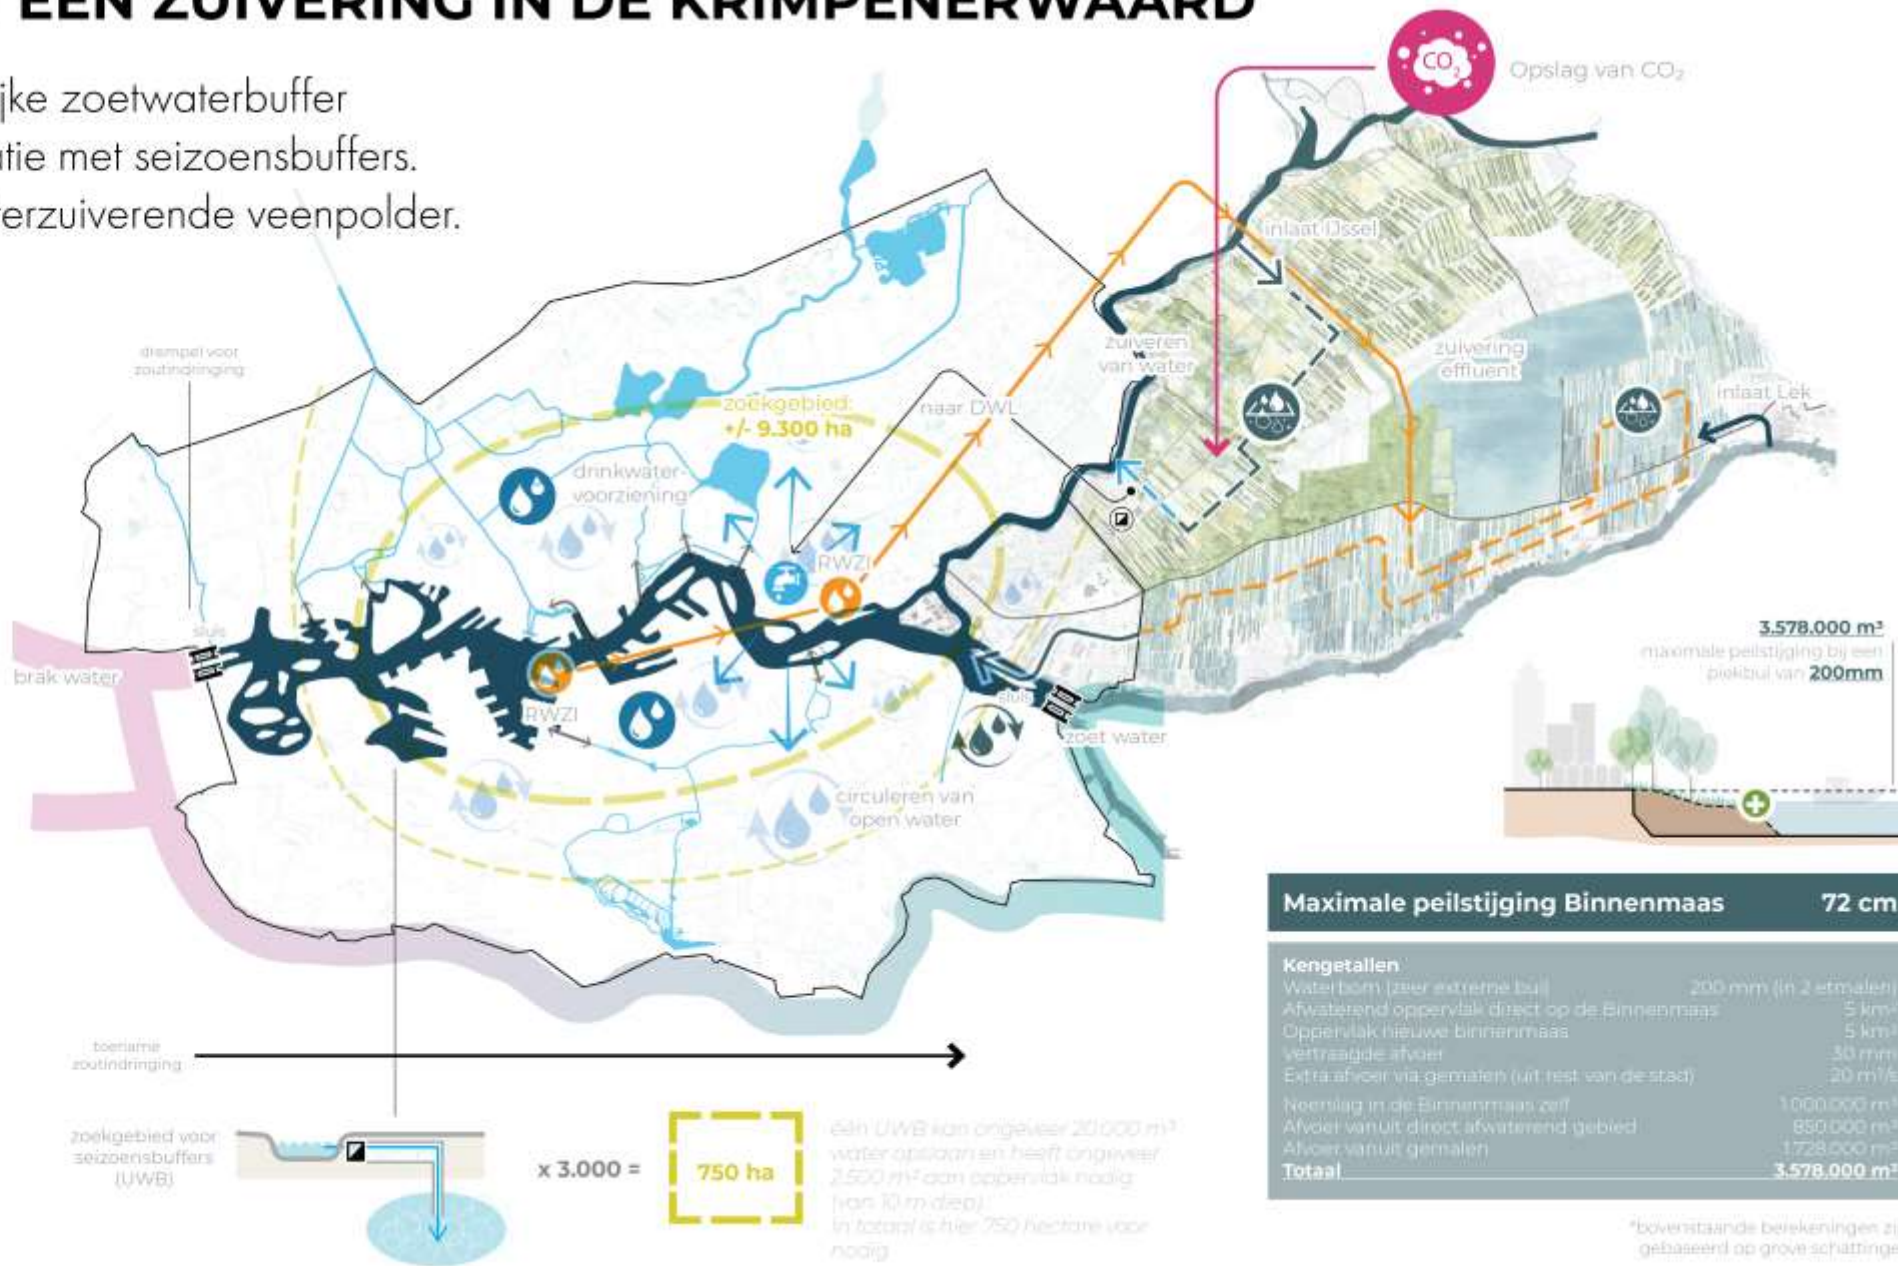 EEN ZUIVERING IN DE KRIMPENERWAARD
ijke zoetwaterbuffer
atie met seizoensbuffers.
erzuiverende veenpolder.
CO₂
Opslag van CO₂
inlaat IJssel
drempel voor
zoutindringing
zuiveren
van water
zuivering
effluent
inlaat Lek
zoekgebied:
+/- 9.300 ha
naar DWL
drinkwater-
voorziening
RWZI
sluis
brak water
RWZI
sluis
zoet water
circuleren van
open water
3.578.000 m³
maximale peilstijging bij een
piekbui van 200mm
Maximale peilstijging Binnenmaas 72 cm
Kengetallen
Waterbom (zeer extreme bui) 200 mm (in 2 etmalen)
Afwaterend oppervlak direct op de Binnenmaas 5 km²
Oppervlak nieuwe binnenmaas 5 km²
Vertraagde afvoer 30 mm
Extra afvoer via gemalen (uit rest van de stad) 20 m³/s
Neerslag in de Binnenmaas zelf 1.000.000 m³
Afvoer vanuit direct afwaterend gebied 850.000 m³
Afvoer vanuit gemalen 1.728.000 m³
Totaal 3.578.000 m³
*bovenstaande berekeningen zij
gebaseerd op grove schattinge
toename
zoutindringing
zoekgebied voor
seizoensbuffers
(UWB)
x 3.000 =
750 ha
één UWB kan ongeveer 20.000 m³
water opslaan en heeft ongeveer
2.500 m² aan oppervlak nodig
(van 10 m diep)
In totaal is hier 750 hectare voor
nodig